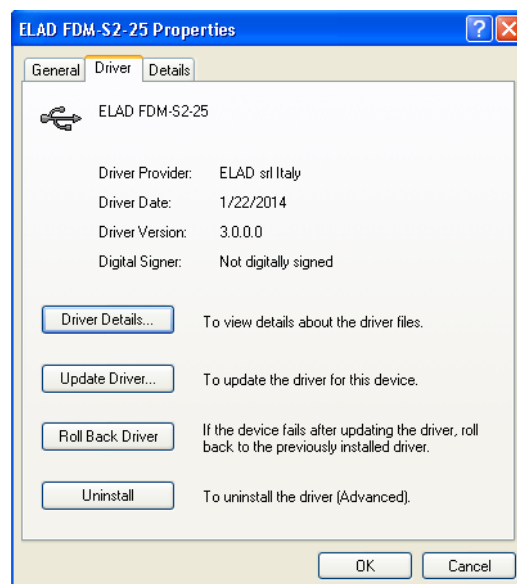 ELAD FDM-S2-25 Properties
?
General Driver Details
ELAD FDM-S2-25
Driver Provider: ELAD srl Italy
Driver Date: 1/22/2014
Driver Version: 3.0.0.0
Digital Signer: Not digitally signed
Driver Details... To view details about the driver files.
Update Driver... To update the driver for this device.
Roll Back Driver If the device fails after updating the driver, roll
back to the previously installed driver.
Uninstall To uninstall the driver (Advanced).
OK Cancel